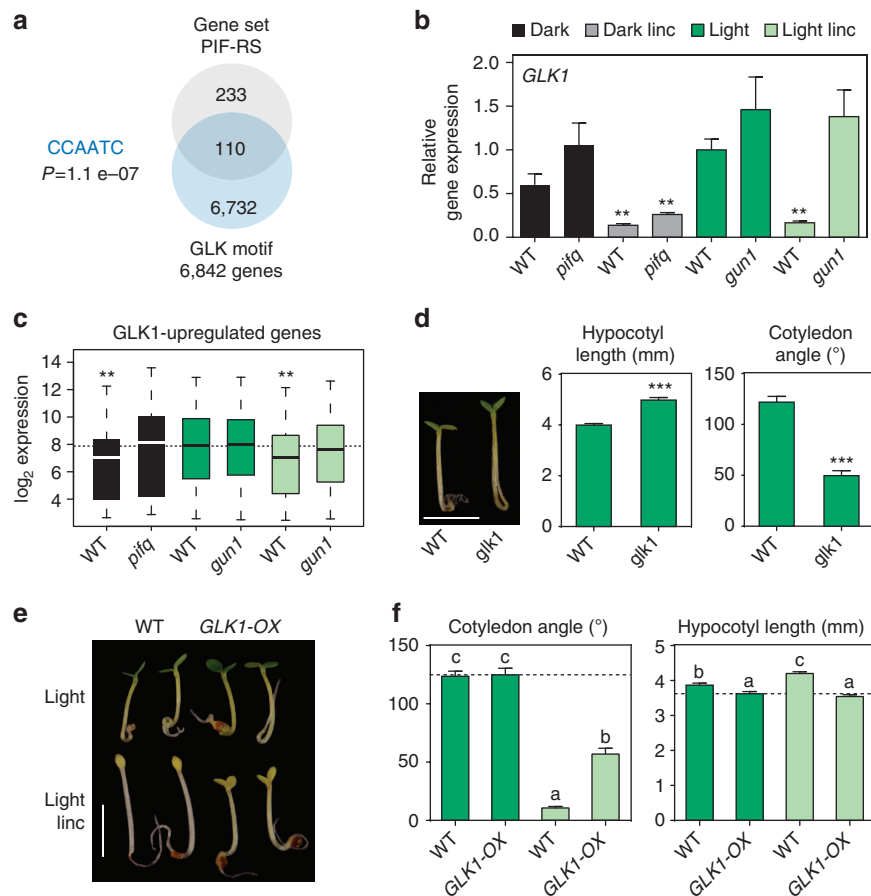 a
Gene set
PIF-RS
233
CCAATC
P=1.1 e–07
110
6,732
GLK motif
6,842 genes
b
Dark Dark linc Light Light linc
GLK1
Relative
gene expression
2.0
1.5
1.0
0.5
0.0
** ** **
WT pifq WT pifq WT gun1 WT gun1
c
GLK1-upregulated genes
log2 expression
14
12
10
8
6
4
** **
WT pifq WT gun1 WT gun1
d
WT glk1
Hypocotyl
length (mm)
6
4
2
0
***
WT glk1
Cotyledon
angle (°)
150
100
50
0
***
WT glk1
e
WT GLK1-OX
Light
Light
linc
f
Cotyledon angle (°)
150
100
50
0
c c a b
WT GLK1-OX WT GLK1-OX
Hypocotyl length (mm)
5
4
3
2
1
0
b a c a
WT GLK1-OX WT GLK1-OX